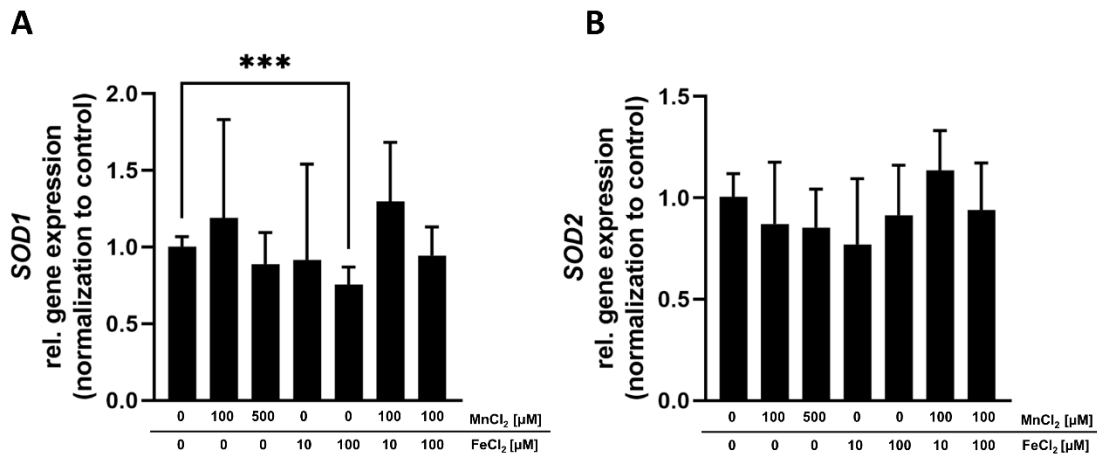 A
SOD1
rel. gene expression
(normalization to control)
2.0
1.5
1.0
0.5
0.0
***
0 100 500 0 0 100 100 MnCl₂ [µM]
0 0 0 10 100 10 100 FeCl₂ [µM]
B
SOD2
rel. gene expression
(normalization to control)
1.5
1.0
0.5
0.0
0 100 500 0 0 100 100 MnCl₂ [µM]
0 0 0 10 100 10 100 FeCl₂ [µM]